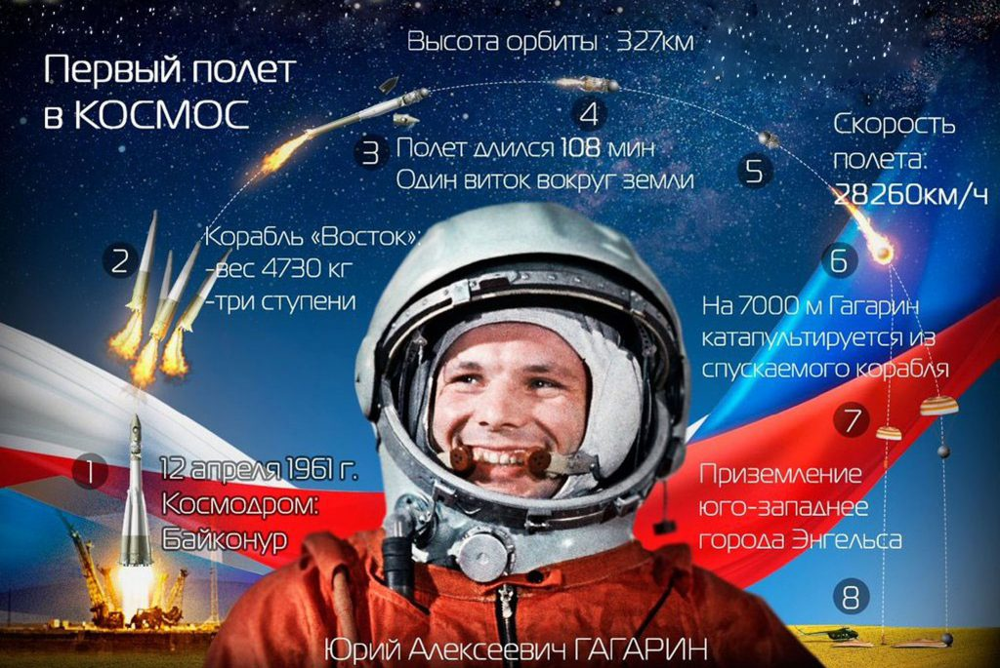 Высота орбиты : 327км
Первый полет
в КОСМОС
4
3
Полет длился 108 мин
Один виток вокруг земли
5
Скорость
полета:
28260км/ч
2
Корабль «Восток»:
-вес 4730 кг
-три ступени
6
На 7000 м Гагарин
катапультируется из
спускаемого корабля
7
1
12 апреля 1961 г.
Космодром:
Байконур
Приземление
юго-западнее
города Энгельса
8
Юрий Алексеевич ГАГАРИН